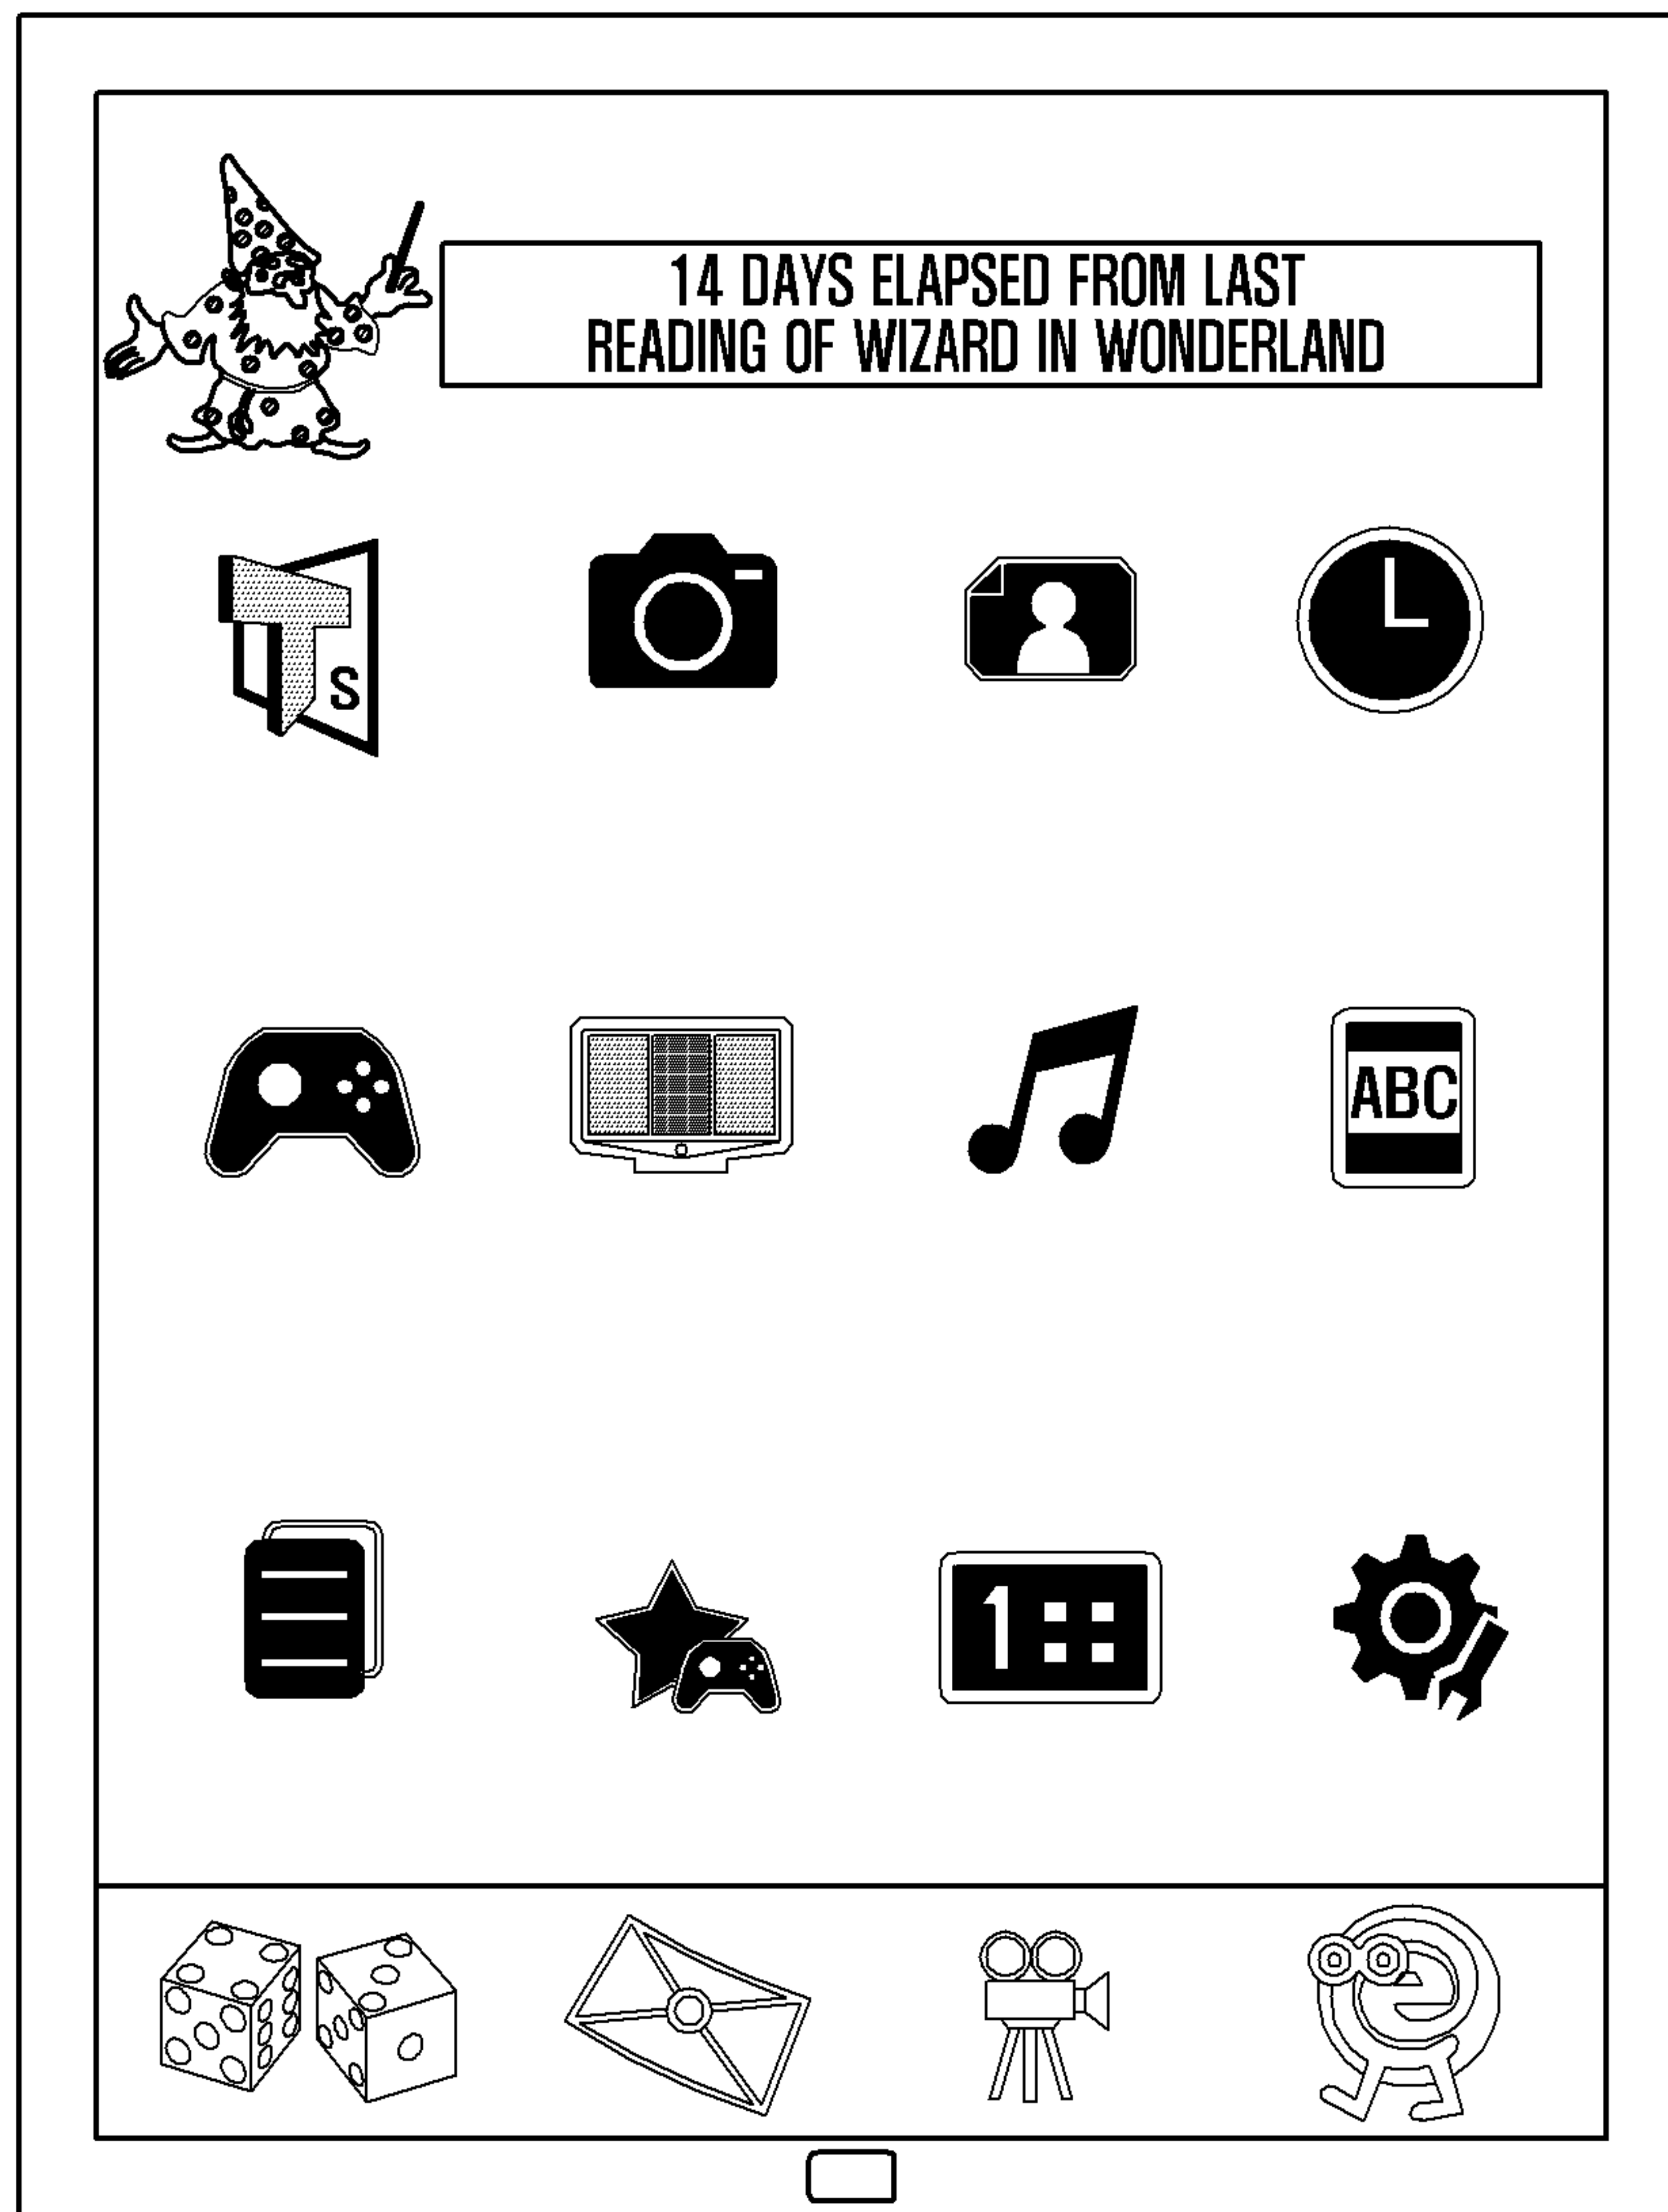 14 DAYS ELAPSED FROM LAST
READING OF WIZARD IN WONDERLAND
T S
ABC
1